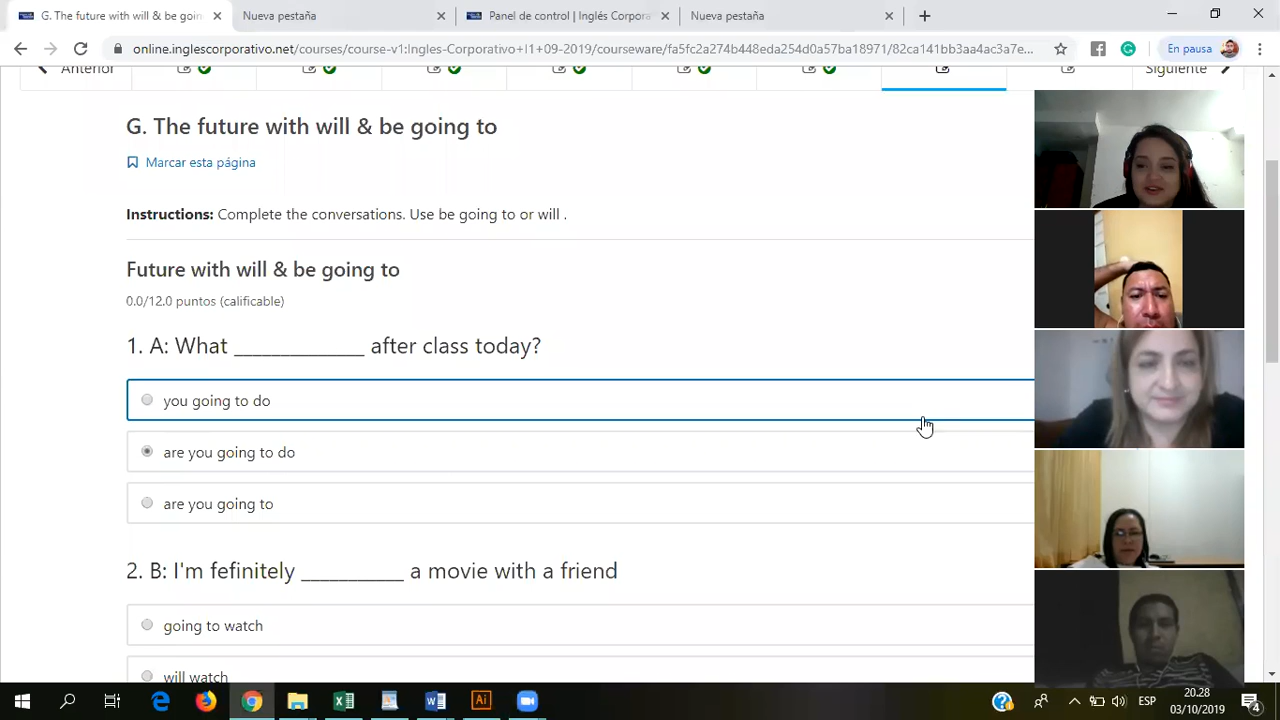 G. The future with will & be goin
Nueva pestaña
Panel de control | Inglés Corpora
Nueva pestaña
online.inglescorporativo.net/courses/course-v1:Ingles-Corporativo+I1+09-2019/courseware/fa5fc2a274b448eda254d0a57ba18971/82ca141bb3aa4ac3a7e...
En pausa
Anterior
Siguiente
G. The future with will & be going to
Marcar esta página
Instructions: Complete the conversations. Use be going to or will .
Future with will & be going to
0.0/12.0 puntos (calificable)
1. A: What ______________ after class today?
you going to do
are you going to do
are you going to
2. B: I'm fefinitely ___________ a movie with a friend
going to watch
will watch
ESP
20.28
03/10/2019
4